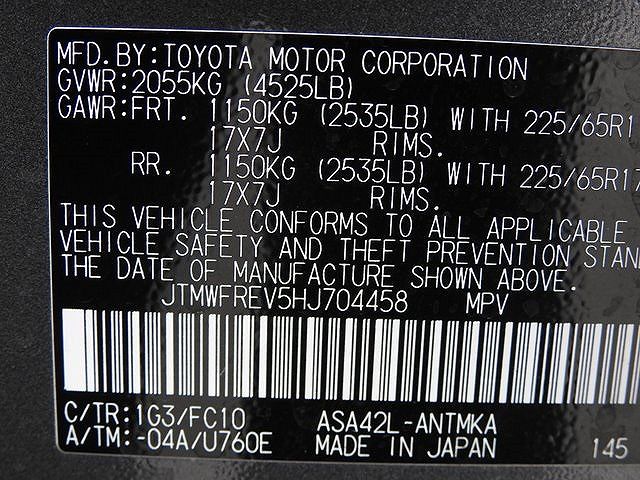 MFD.BY:TOYOTA MOTOR CORPORATION
GVWR:2055KG (4525LB)
GAWR:FRT. 1150KG (2535LB) WITH 225/65R1
17X7J RIMS.
RR. 1150KG (2535LB) WITH 225/65R17
17X7J RIMS.
THIS VEHICLE CONFORMS TO ALL APPLICABLE
VEHICLE SAFETY AND THEFT PREVENTION STAN
THE DATE OF MANUFACTURE SHOWN ABOVE.
JTMWFREV5HJ704458 MPV
C/TR:1G3/FC10 ASA42L-ANTMKA
A/TM:-04A/U760E MADE IN JAPAN 145